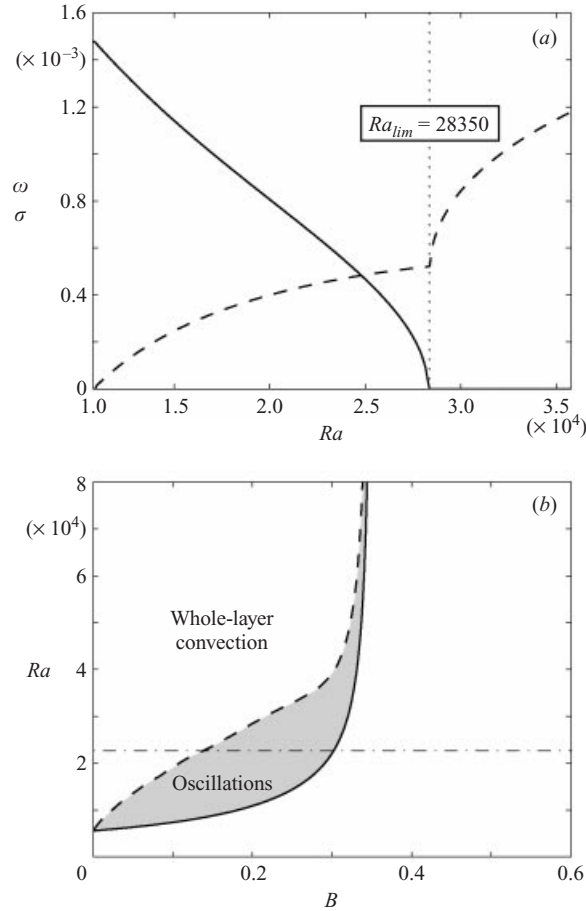 1.6
(a)
(× 10⁻³)
1.2
Ra_lim = 28350
ω
σ
0.8
0.4
0
1.0 1.5 2.0 2.5 3.0 3.5
(× 10⁴)
Ra
8
(b)
(× 10⁴)
6
Whole-layer
convection
Ra
4
2
Oscillations
0 0.2 0.4 0.6
B